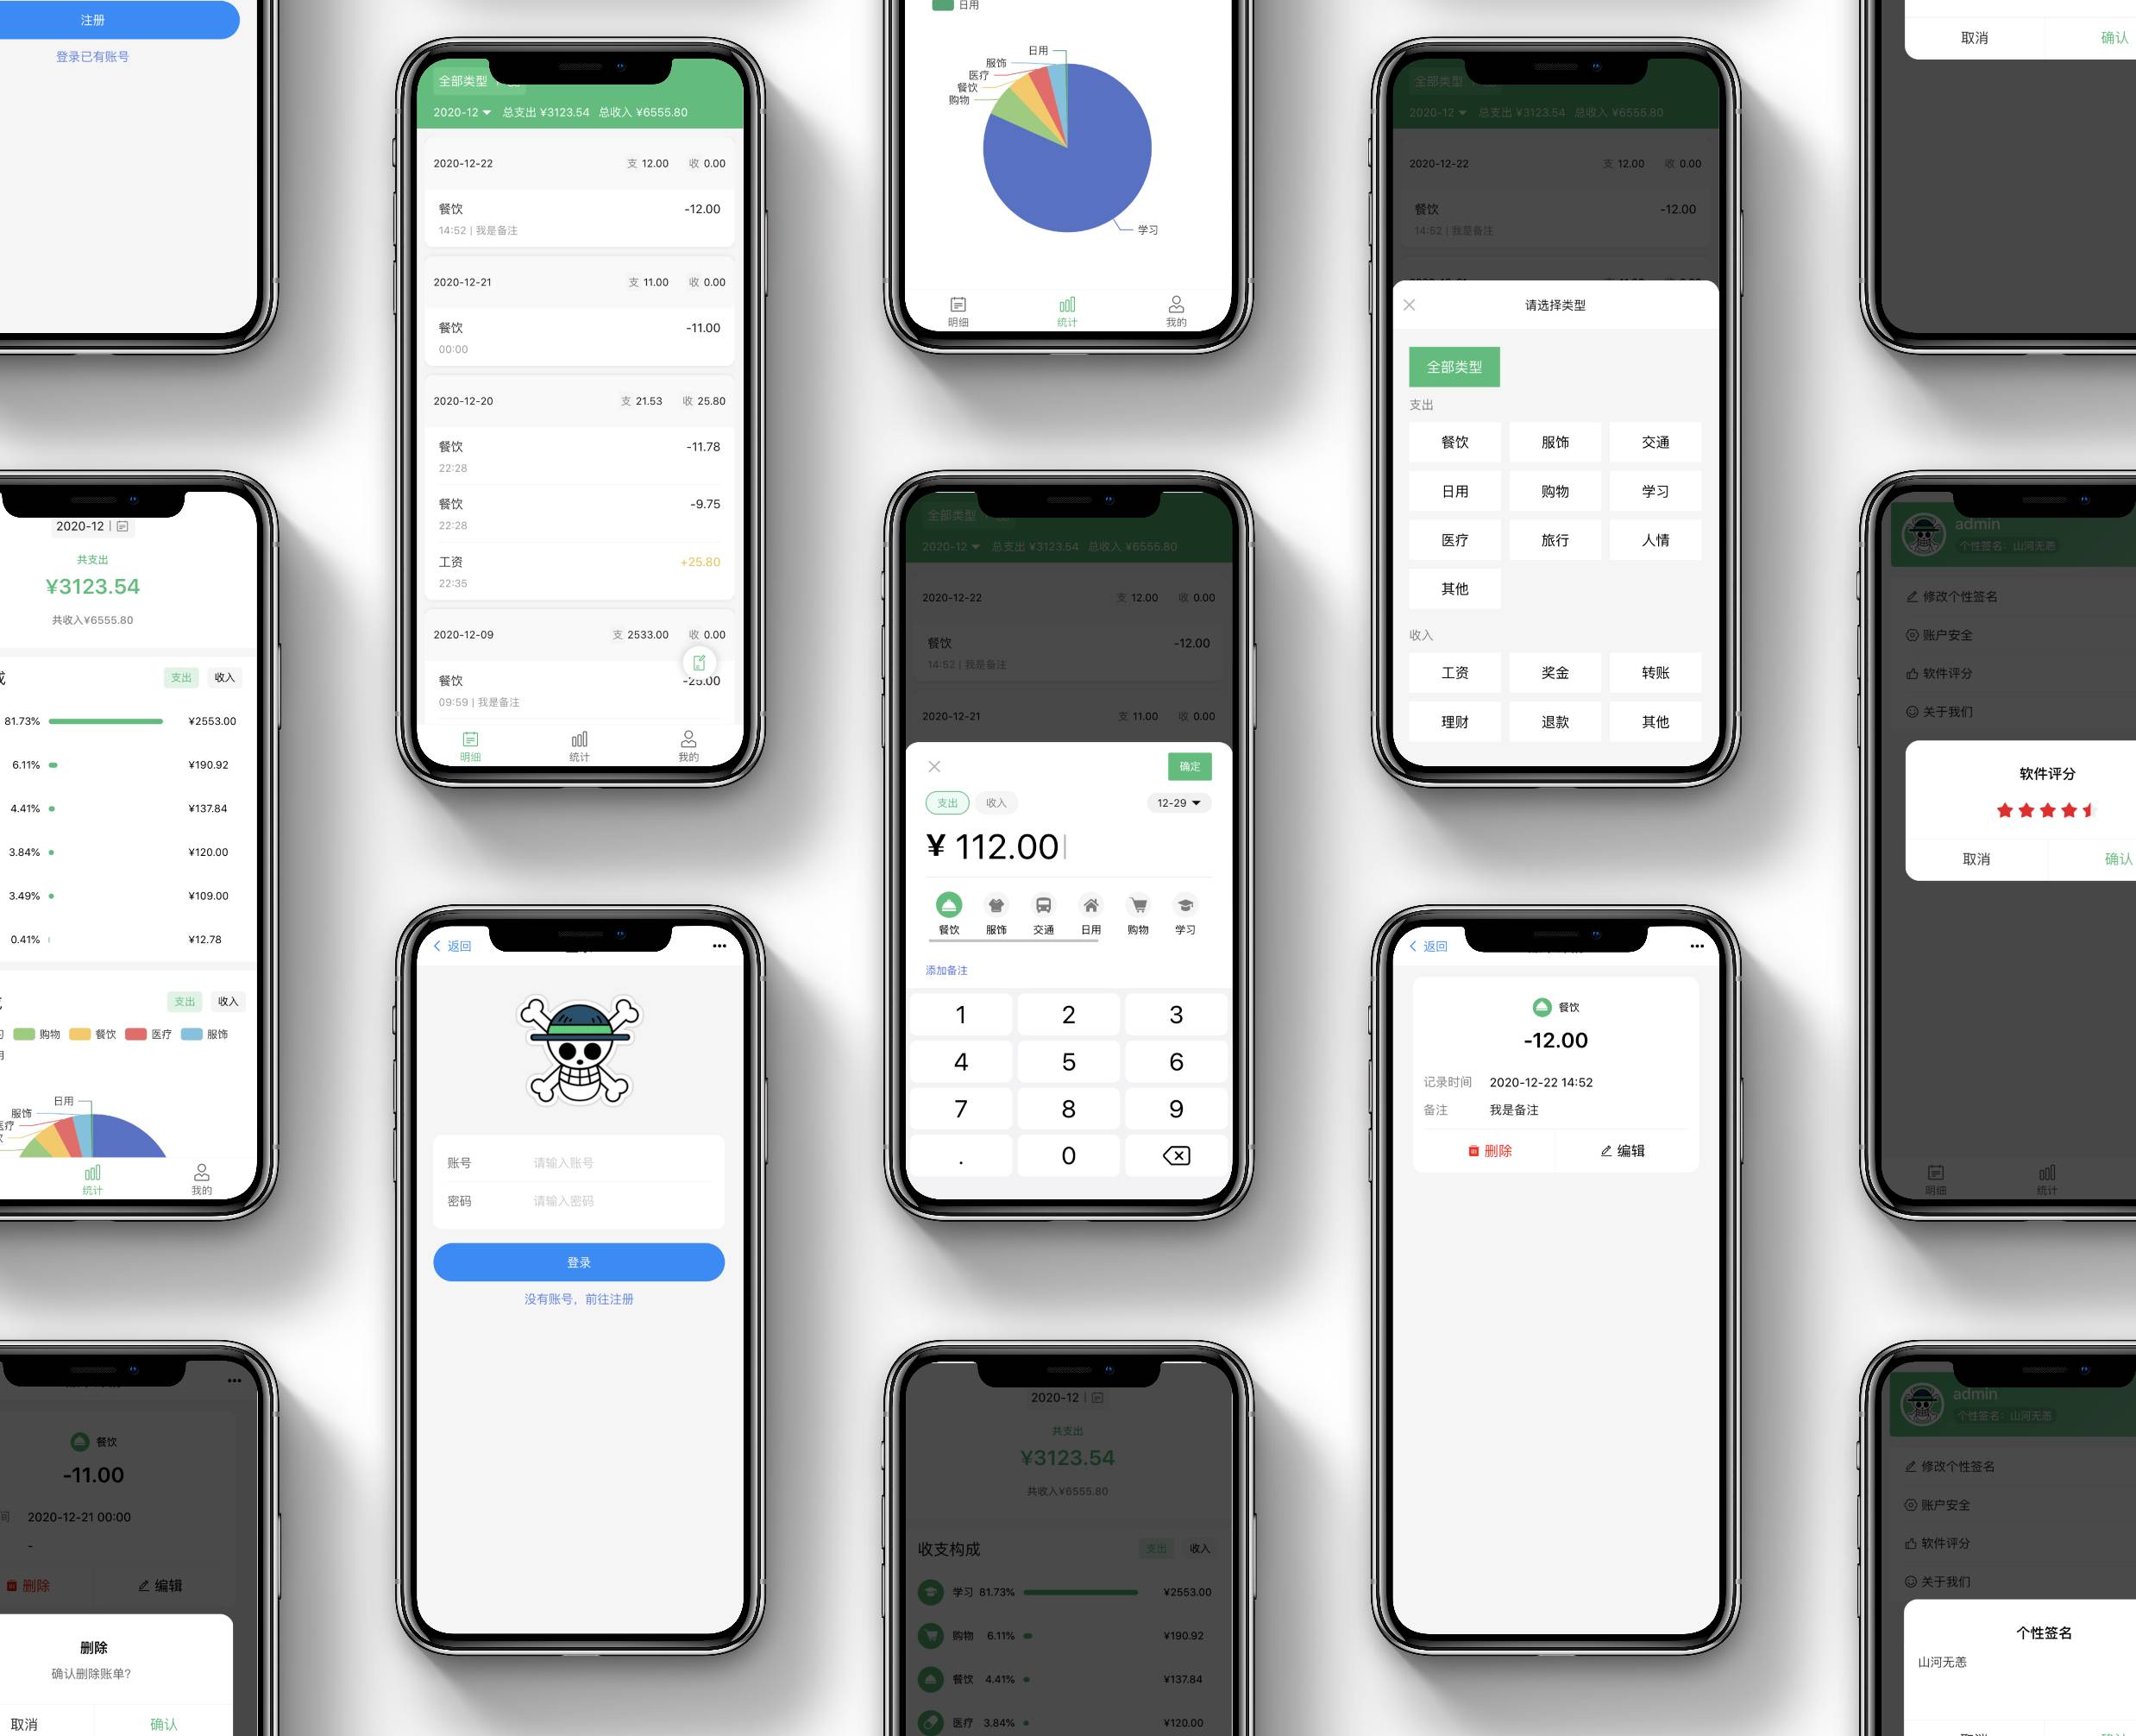 注册
登录已有账号
2020-12
共支出
¥3123.54
共收入¥6555.80
支出 收入
81.73% ¥2553.00
6.11% ¥190.92
4.41% ¥137.84
3.84% ¥120.00
3.49% ¥109.00
0.41% ¥12.78
支出 收入
购物 餐饮 医疗 服饰
日用
服饰
统计 我的
餐饮
-11.00
2020-12-21 00:00
-
删除 编辑
删除
确认删除账单?
取消 确认
全部类型
2020-12 总支出 ¥3123.54 总收入 ¥6555.80
2020-12-22 支 12.00 收 0.00
餐饮 -12.00
14:52 | 我是备注
2020-12-21 支 11.00 收 0.00
餐饮 -11.00
00:00
2020-12-20 支 21.53 收 25.80
餐饮 -11.78
22:28
餐饮 -9.75
22:28
工资 +25.80
22:35
2020-12-09 支 2533.00 收 0.00
餐饮 -25.00
09:59 | 我是备注
明细 统计 我的
返回
账号 请输入账号
密码 请输入密码
登录
没有账号，前往注册
日用
日用
服饰
医疗
餐饮
购物
学习
明细 统计 我的
全部类型
2020-12 总支出 ¥3123.54 总收入 ¥6555.80
2020-12-22 支 12.00 收 0.00
餐饮 -12.00
14:52 | 我是备注
2020-12-21 支 11.00 收 0.00
确定
支出 收入 12-29
¥ 112.00
餐饮 服饰 交通 日用 购物 学习
添加备注
1 2 3
4 5 6
7 8 9
. 0
2020-12
共支出
¥3123.54
共收入¥6555.80
收支构成 支出 收入
学习 81.73% ¥2553.00
购物 6.11% ¥190.92
餐饮 4.41% ¥137.84
医疗 3.84% ¥120.00
全部类型
2020-12 总支出 ¥3123.54 总收入 ¥6555.80
2020-12-22 支 12.00 收 0.00
餐饮 -12.00
14:52 | 我是备注
请选择类型
全部类型
支出
餐饮 服饰 交通
日用 购物 学习
医疗 旅行 人情
其他
收入
工资 奖金 转账
理财 退款 其他
返回
餐饮
-12.00
记录时间 2020-12-22 14:52
备注 我是备注
删除 编辑
取消 确认
admin
个性签名：山河无恙
修改个性签名
账户安全
软件评分
关于我们
软件评分
取消 确认
明细 统计
admin
个性签名：山河无恙
修改个性签名
账户安全
软件评分
关于我们
个性签名
山河无恙